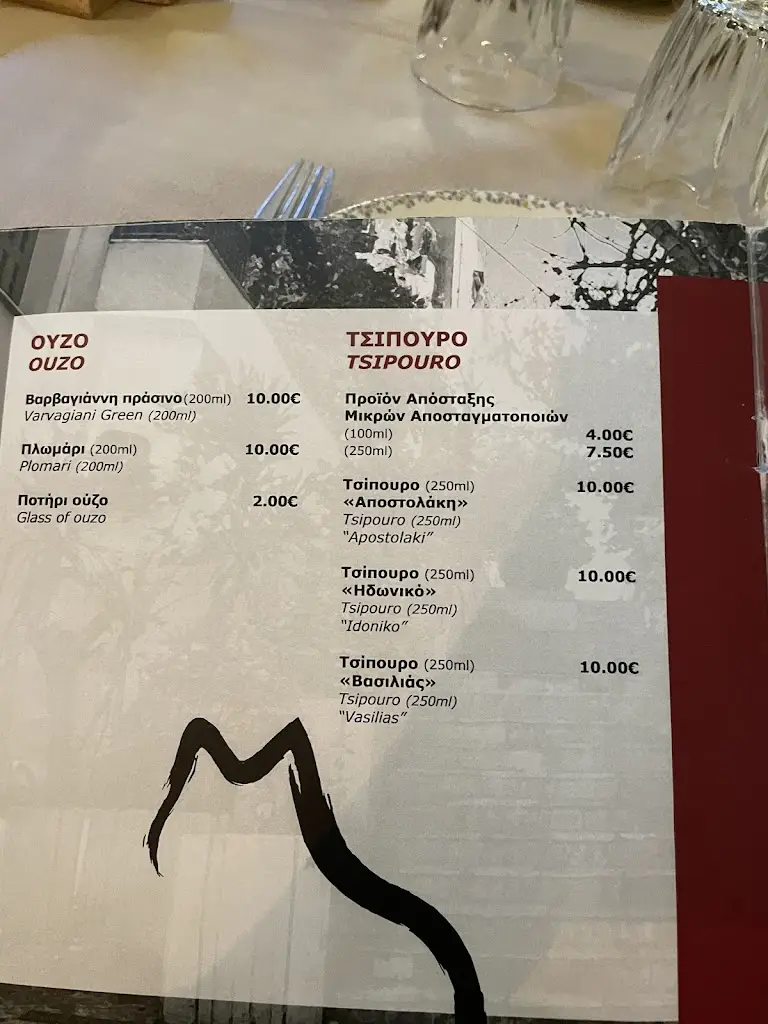 ΟΥΖΟ
OUZO
Βαρβαγιάννη πράσινο (200ml) 10.00€
Varvagiani Green (200ml)
Πλωμάρι (200ml) 10.00€
Plomari (200ml)
Ποτήρι ούζο 2.00€
Glass of ouzo
ΤΣΙΠΟΥΡΟ
TSIPOURO
Προϊόν Απόσταξης
Μικρών Αποσταγματοποιών
(100ml) 4.00€
(250ml) 7.50€
Τσίπουρο (250ml) 10.00€
«Αποστολάκη»
Tsipouro (250ml)
"Apostolaki"
Τσίπουρο (250ml) 10.00€
«Ηδωνικό»
Tsipouro (250ml)
"Idoniko"
Τσίπουρο (250ml) 10.00€
«Βασιλιάς»
Tsipouro (250ml)
"Vasilias"